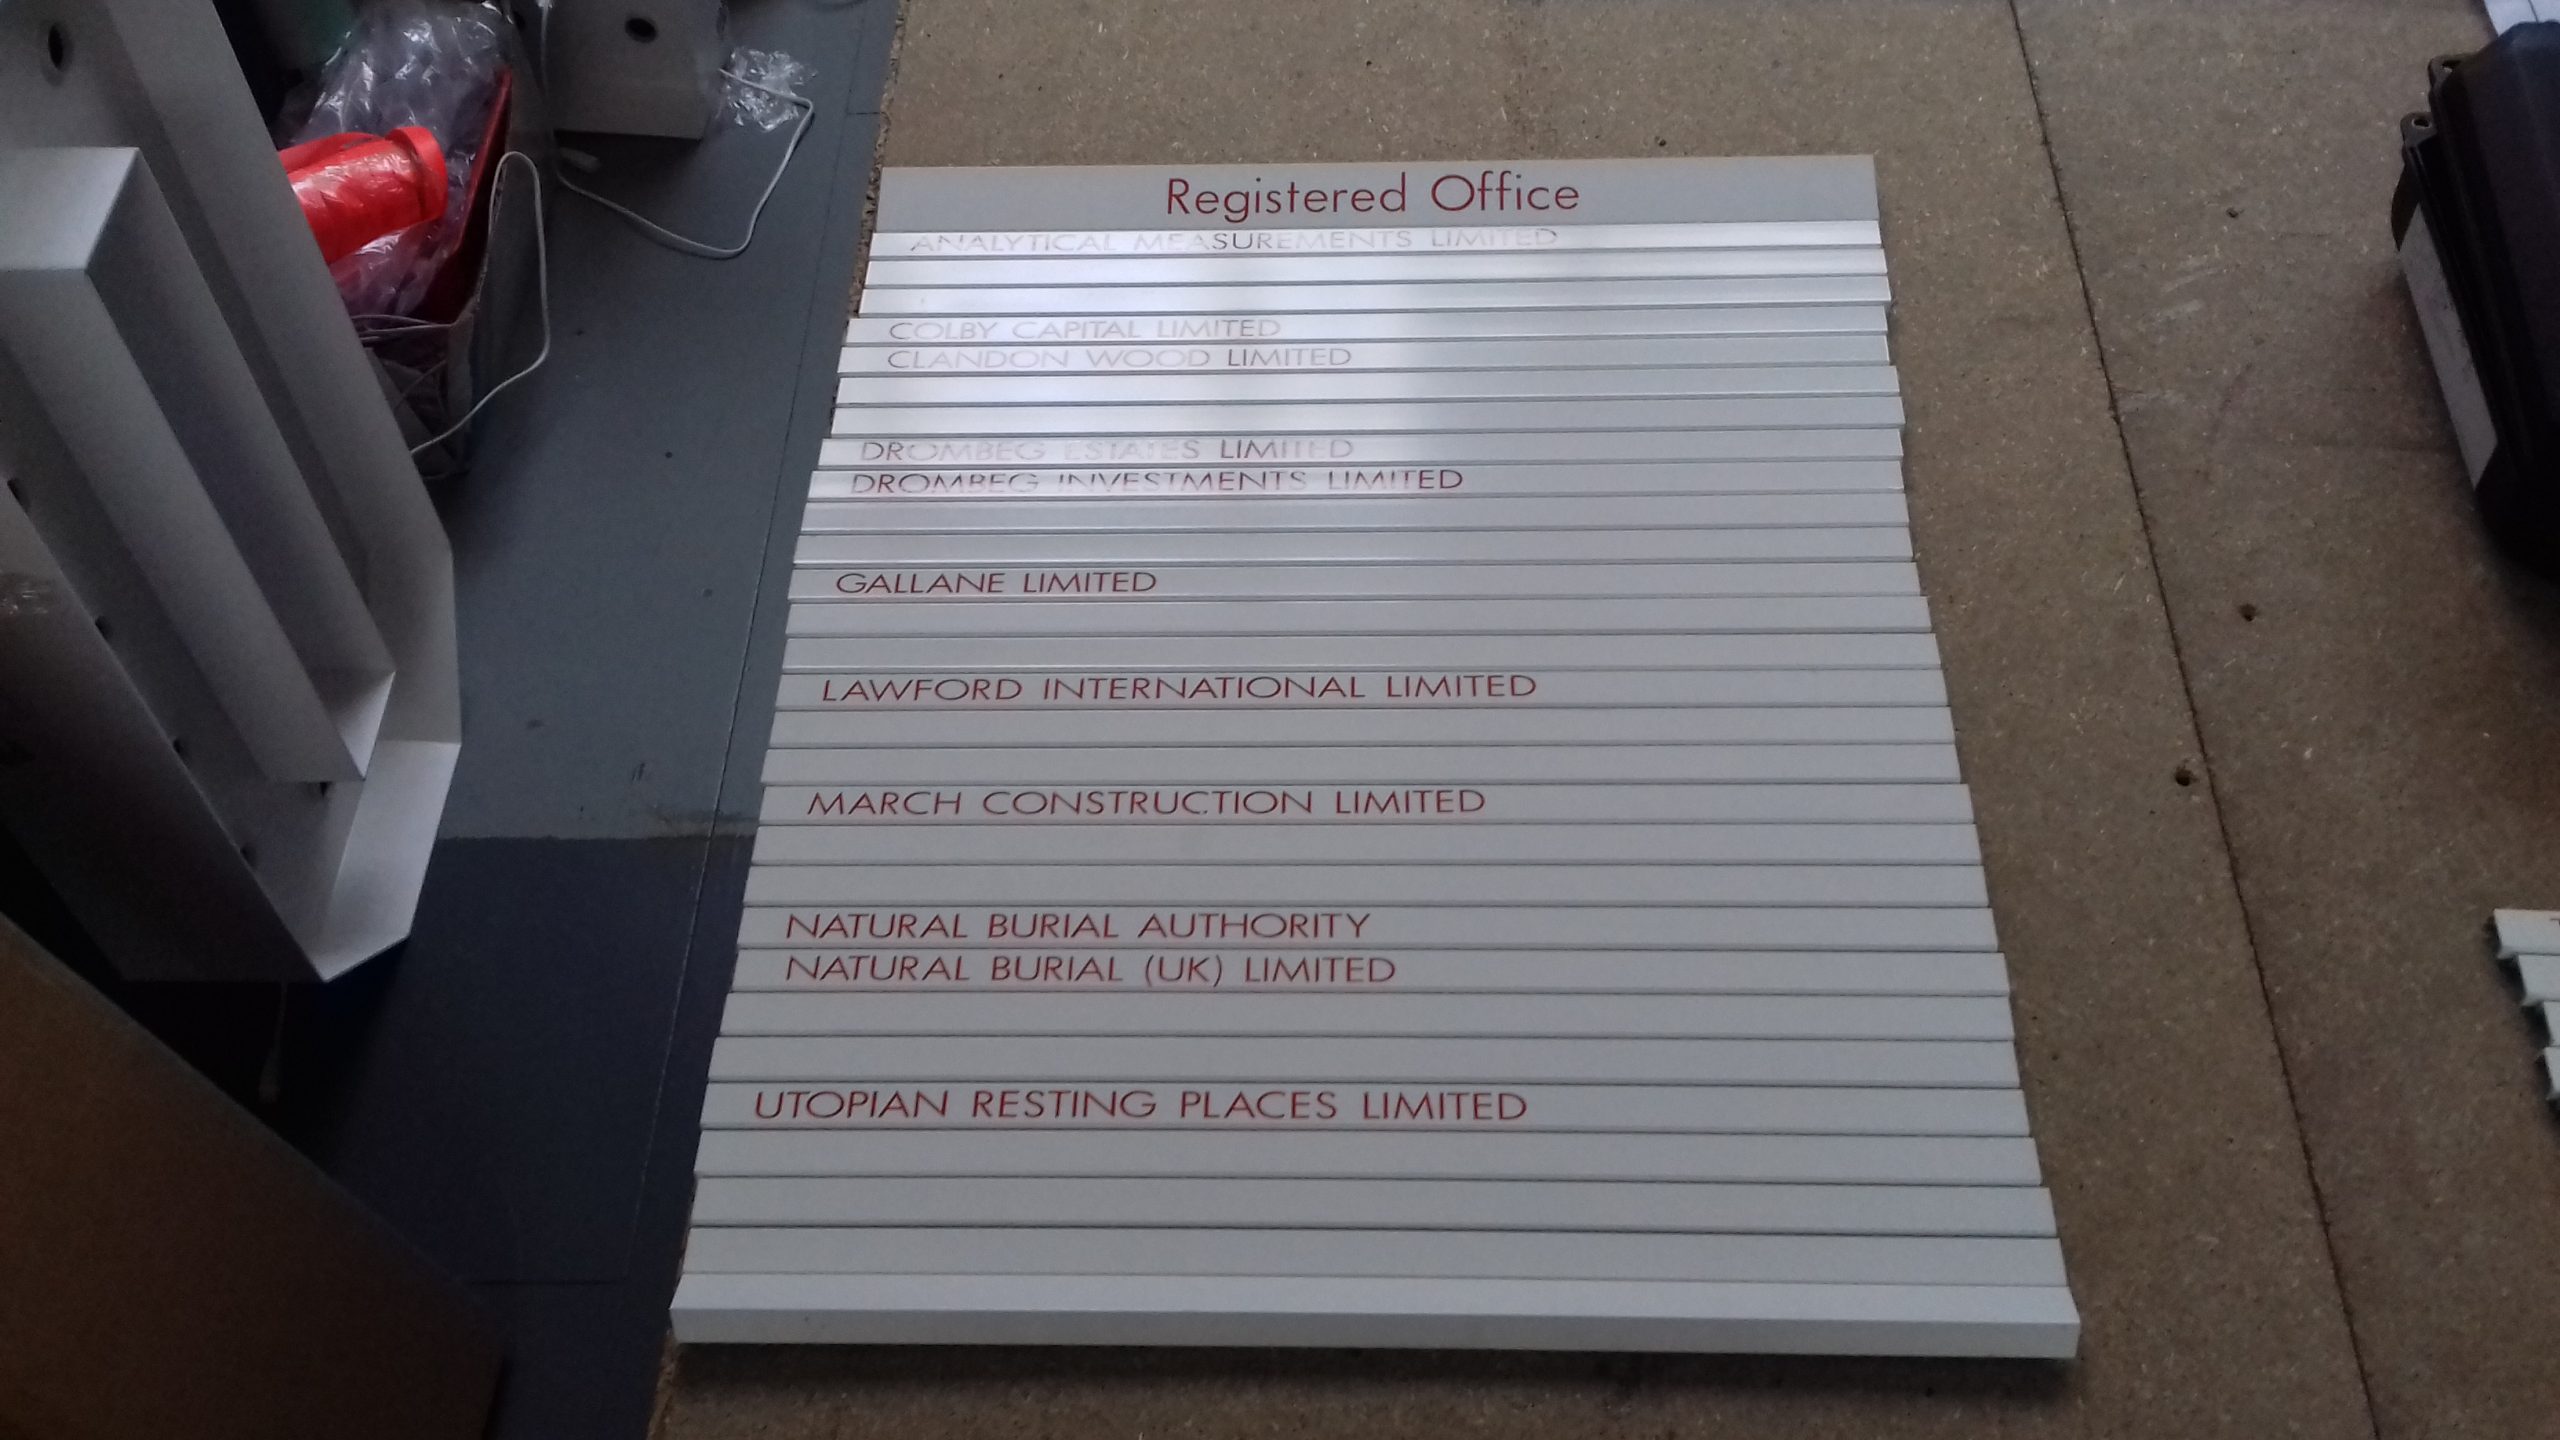 Registered Office
ANALYTICAL MEASUREMENTS LIMITED
COLBY CAPITAL LIMITED
CLANDON WOOD LIMITED
DROMBEG ESTATES LIMITED
DROMBEG INVESTMENTS LIMITED
GALLANE LIMITED
LAWFORD INTERNATIONAL LIMITED
MARCH CONSTRUCTION LIMITED
NATURAL BURIAL AUTHORITY
NATURAL BURIAL (UK) LIMITED
UTOPIAN RESTING PLACES LIMITED